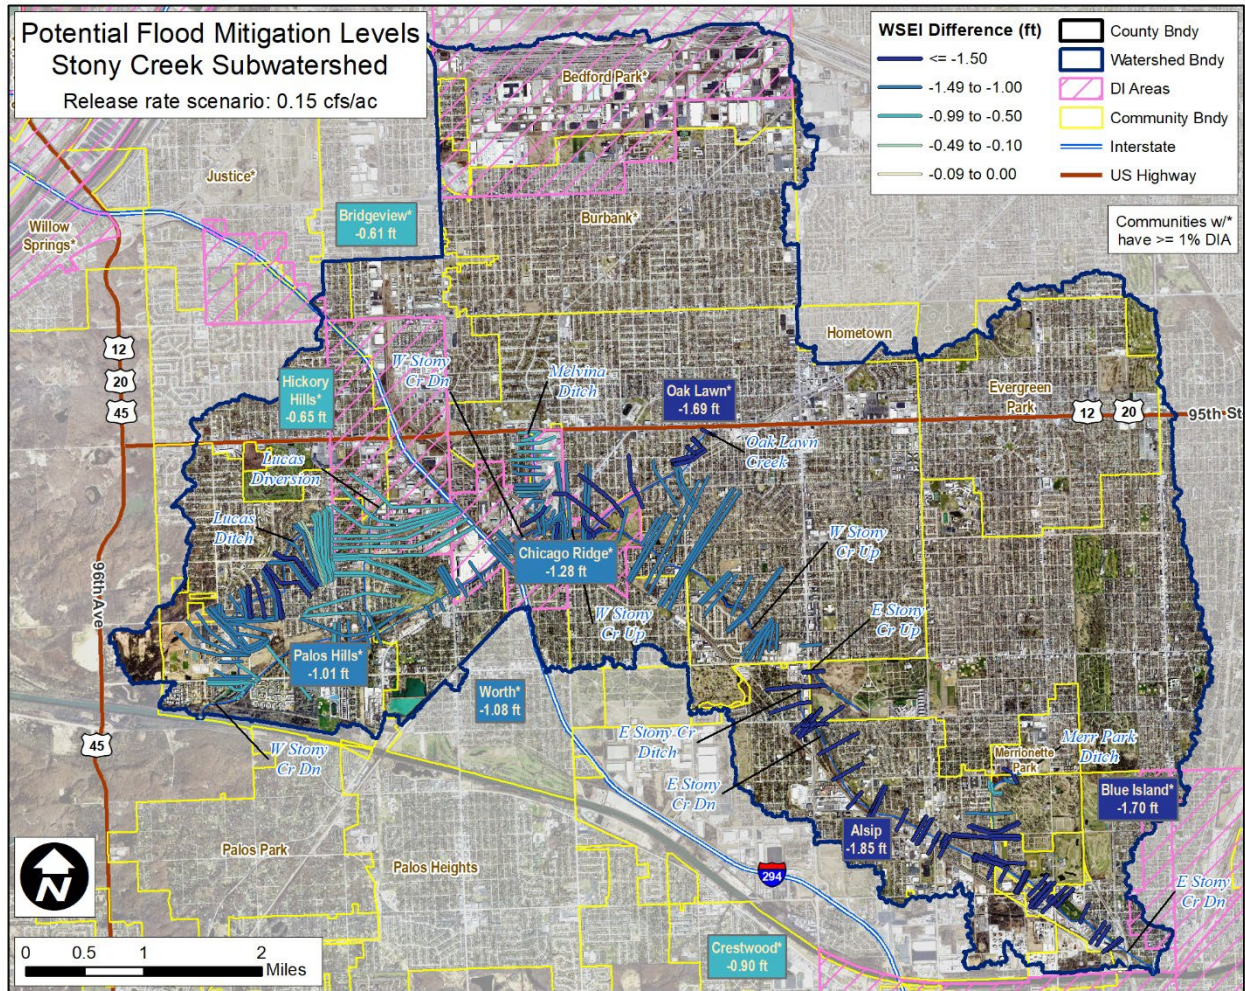 Potential Flood Mitigation Levels
Stony Creek Subwatershed
Release rate scenario: 0.15 cfs/ac
WSEI Difference (ft)
<= -1.50
-1.49 to -1.00
-0.99 to -0.50
-0.49 to -0.10
-0.09 to 0.00
County Bndy
Watershed Bndy
DI Areas
Community Bndy
Interstate
US Highway
Communities w/*
have >= 1% DIA
Bedford Park*
Justice*
Bridgeview*
-0.61 ft
Burbank*
Willow
Springs*
Hometown
12
20
45
W Stony
Cr Dn
Melvina
Ditch
Hickory
Hills*
-0.65 ft
Oak Lawn*
-1.69 ft
Evergreen
Park
12
20
95th St
Oak Lawn
Creek
Lucas
Diversion
Lucas
Ditch
Chicago Ridge*
-1.28 ft
W Stony
Cr Up
96th Ave
W Stony
Cr Up
E Stony
Cr Up
Palos Hills*
-1.01 ft
Worth*
-1.08 ft
45
W Stony
Cr Dn
E Stony Cr
Ditch
E Stony
Cr Dn
Merrionette
Park
Merr Park
Ditch
Blue Island*
-1.70 ft
Alsip
-1.85 ft
Palos Park
Palos Heights
294
E Stony
Cr Dn
Crestwood*
-0.90 ft
N
0 0.5 1 2
Miles